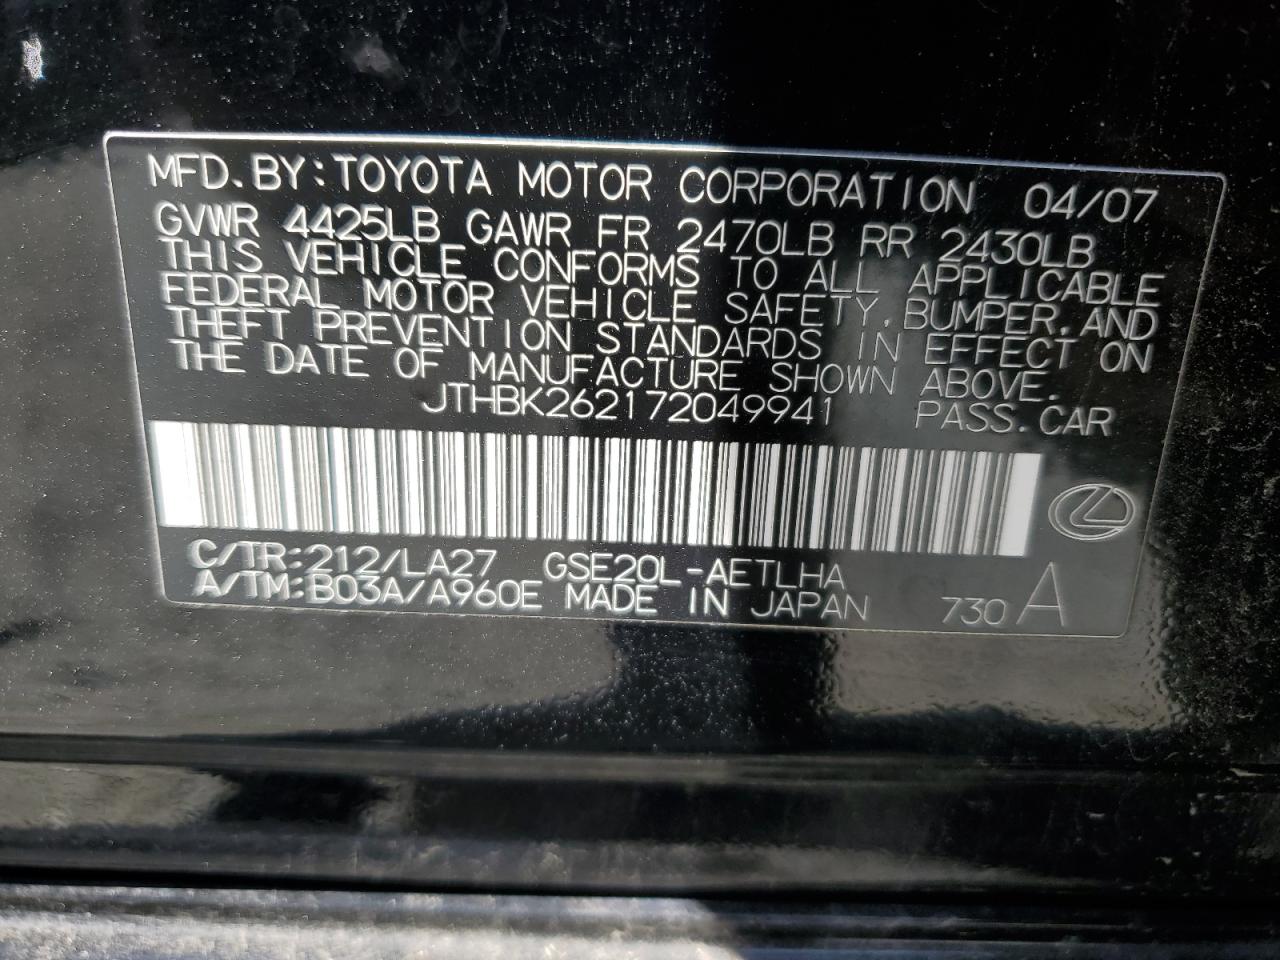 MFD.BY:TOYOTA MOTOR CORPORATION 04/07
GVWR 4425LB GAWR FR 2470LB RR 2430LB
THIS VEHICLE CONFORMS TO ALL APPLICABLE
FEDERAL MOTOR VEHICLE SAFETY,BUMPER,AND
THEFT PREVENTION STANDARDS IN EFFECT ON
THE DATE OF MANUFACTURE SHOWN ABOVE.
JTHBK262172049941 PASS.CAR
C/TR:212/LA27 GSE20L-AETLHA
A/TM:B03A/A960E MADE IN JAPAN 730 A